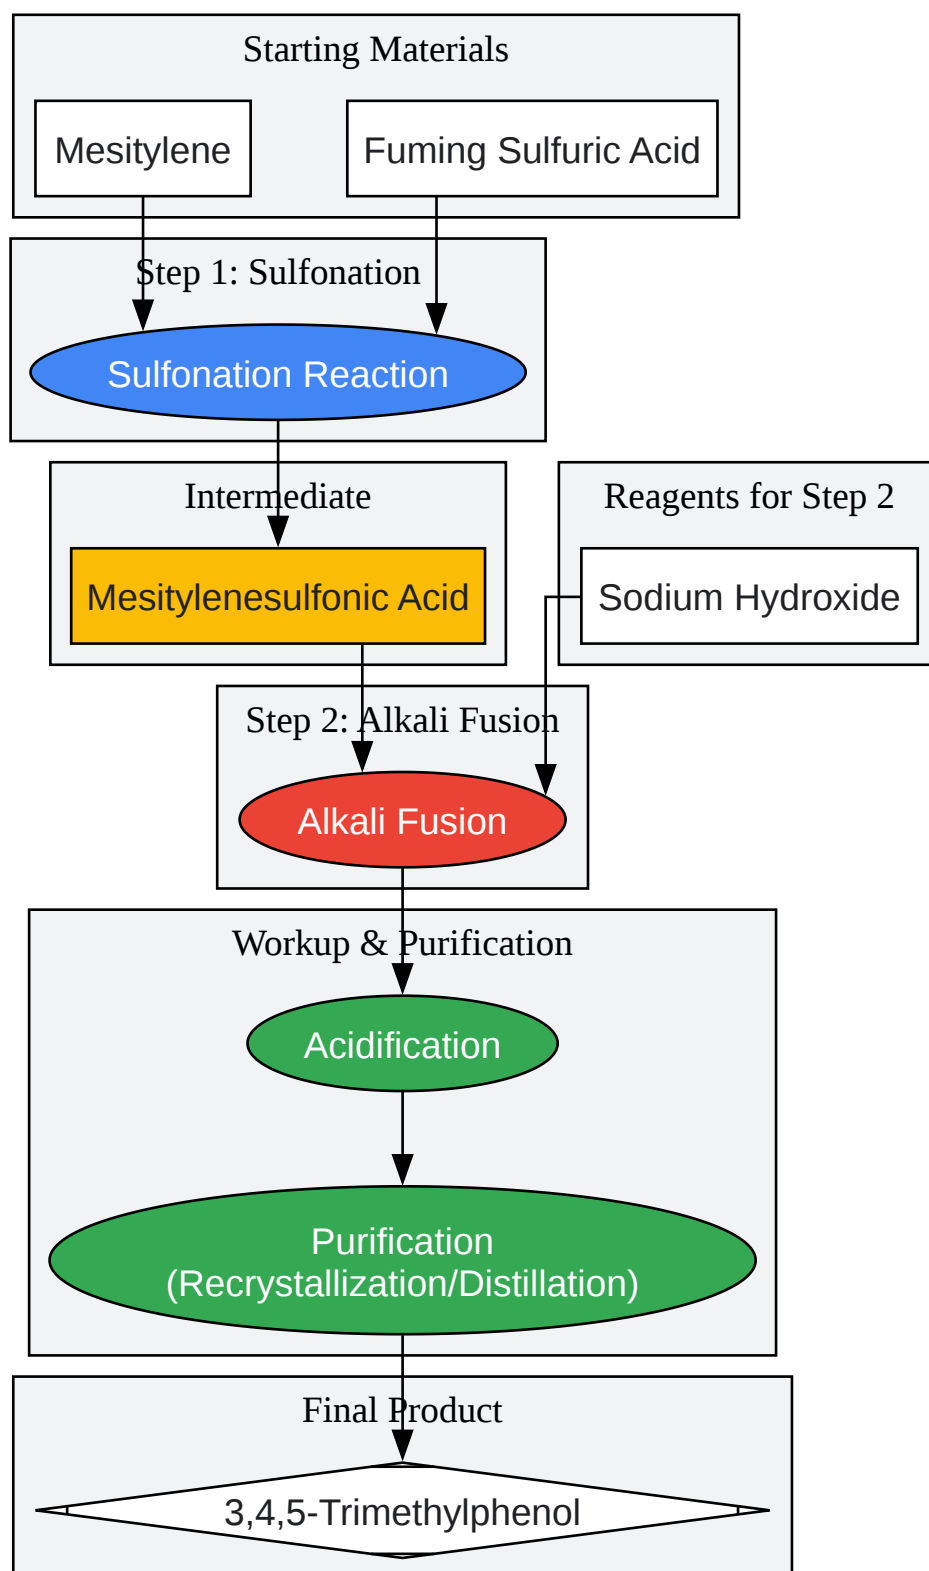 Starting Materials
Mesitylene
Fuming Sulfuric Acid
Step 1: Sulfonation
Sulfonation Reaction
Intermediate
Reagents for Step 2
Mesitylenesulfonic Acid
Sodium Hydroxide
Step 2: Alkali Fusion
Alkali Fusion
Workup & Purification
Acidification
Purification
(Recrystallization/Distillation)
Final Product
3,4,5-Trimethylphenol